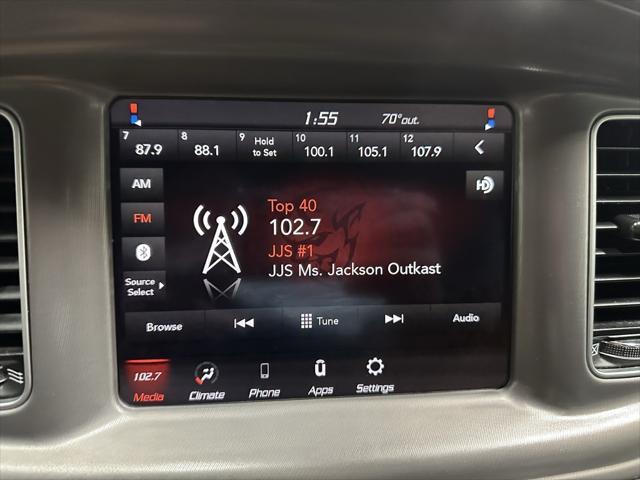 1:55 70°out.
7 8 9 10 11 12
87.9 88.1 Hold to Set 100.1 105.1 107.9
AM
HD
FM
Top 40
102.7
JJS #1
JJS Ms. Jackson Outkast
Source
Select
Browse Tune Audio
102.7
Media Climate Phone Apps Settings